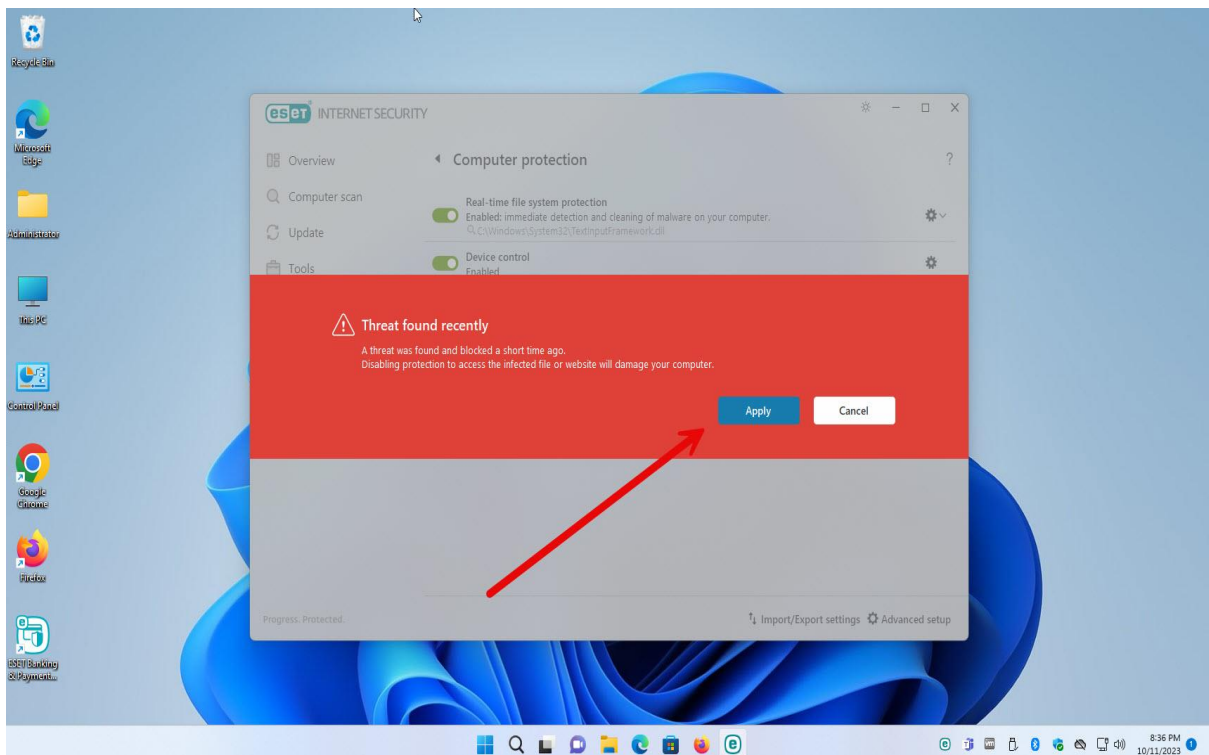 Recycle Bin
Microsoft
Edge
Administrator
This PC
Control Panel
Google
Chrome
Firefox
ESET Banking
& Payment...
eset INTERNET SECURITY
Overview
Computer scan
Update
Tools
Computer protection
?
Real-time file system protection
Enabled: immediate detection and cleaning of malware on your computer.
C:\Windows\System32\TextInputFramework.dll
Device control
Enabled
Threat found recently
A threat was found and blocked a short time ago.
Disabling protection to access the infected file or website will damage your computer.
Apply
Cancel
Progress. Protected.
Import/Export settings
Advanced setup
8:36 PM
10/11/2023
1